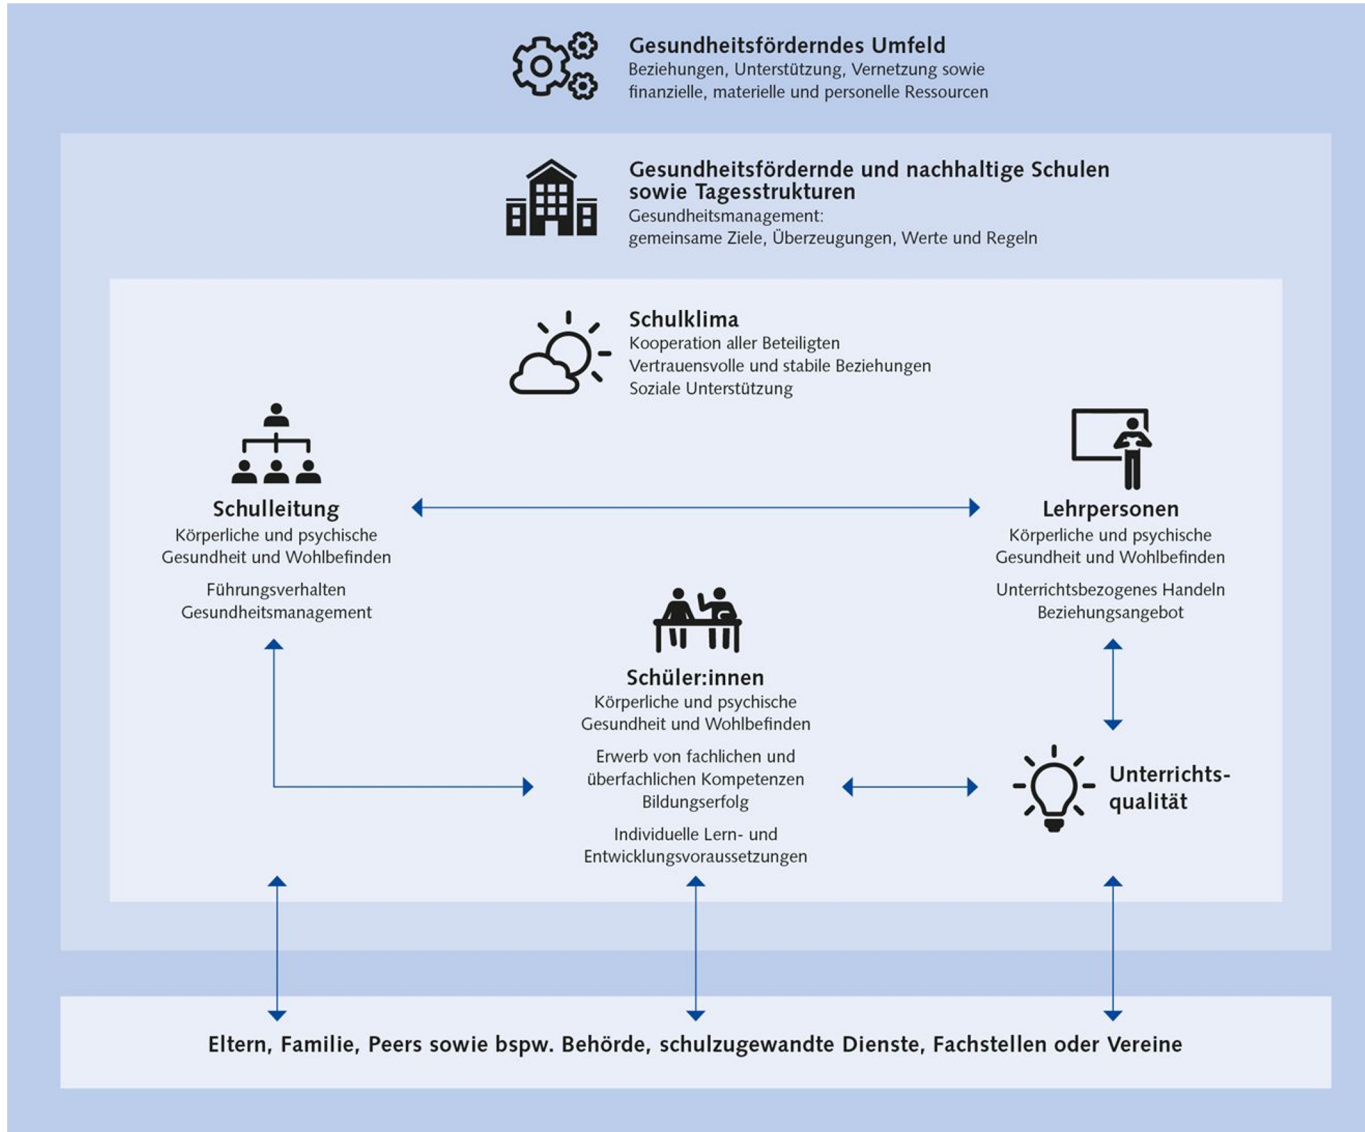 Gesundheitsförderndes Umfeld
Beziehungen, Unterstützung, Vernetzung sowie
finanzielle, materielle und personelle Ressourcen
Gesundheitsfördernde und nachhaltige Schulen
sowie Tagesstrukturen
Gesundheitsmanagement:
gemeinsame Ziele, Überzeugungen, Werte und Regeln
Schulklima
Kooperation aller Beteiligten
Vertrauensvolle und stabile Beziehungen
Soziale Unterstützung
Schulleitung
Körperliche und psychische
Gesundheit und Wohlbefinden
Führungsverhalten
Gesundheitsmanagement
Lehrpersonen
Körperliche und psychische
Gesundheit und Wohlbefinden
Unterrichtsbezogenes Handeln
Beziehungsangebot
Schüler:innen
Körperliche und psychische
Gesundheit und Wohlbefinden
Erwerb von fachlichen und
überfachlichen Kompetenzen
Bildungserfolg
Individuelle Lern- und
Entwicklungsvoraussetzungen
Unterrichts-
qualität
Eltern, Familie, Peers sowie bspw. Behörde, schulzugewandte Dienste, Fachstellen oder Vereine